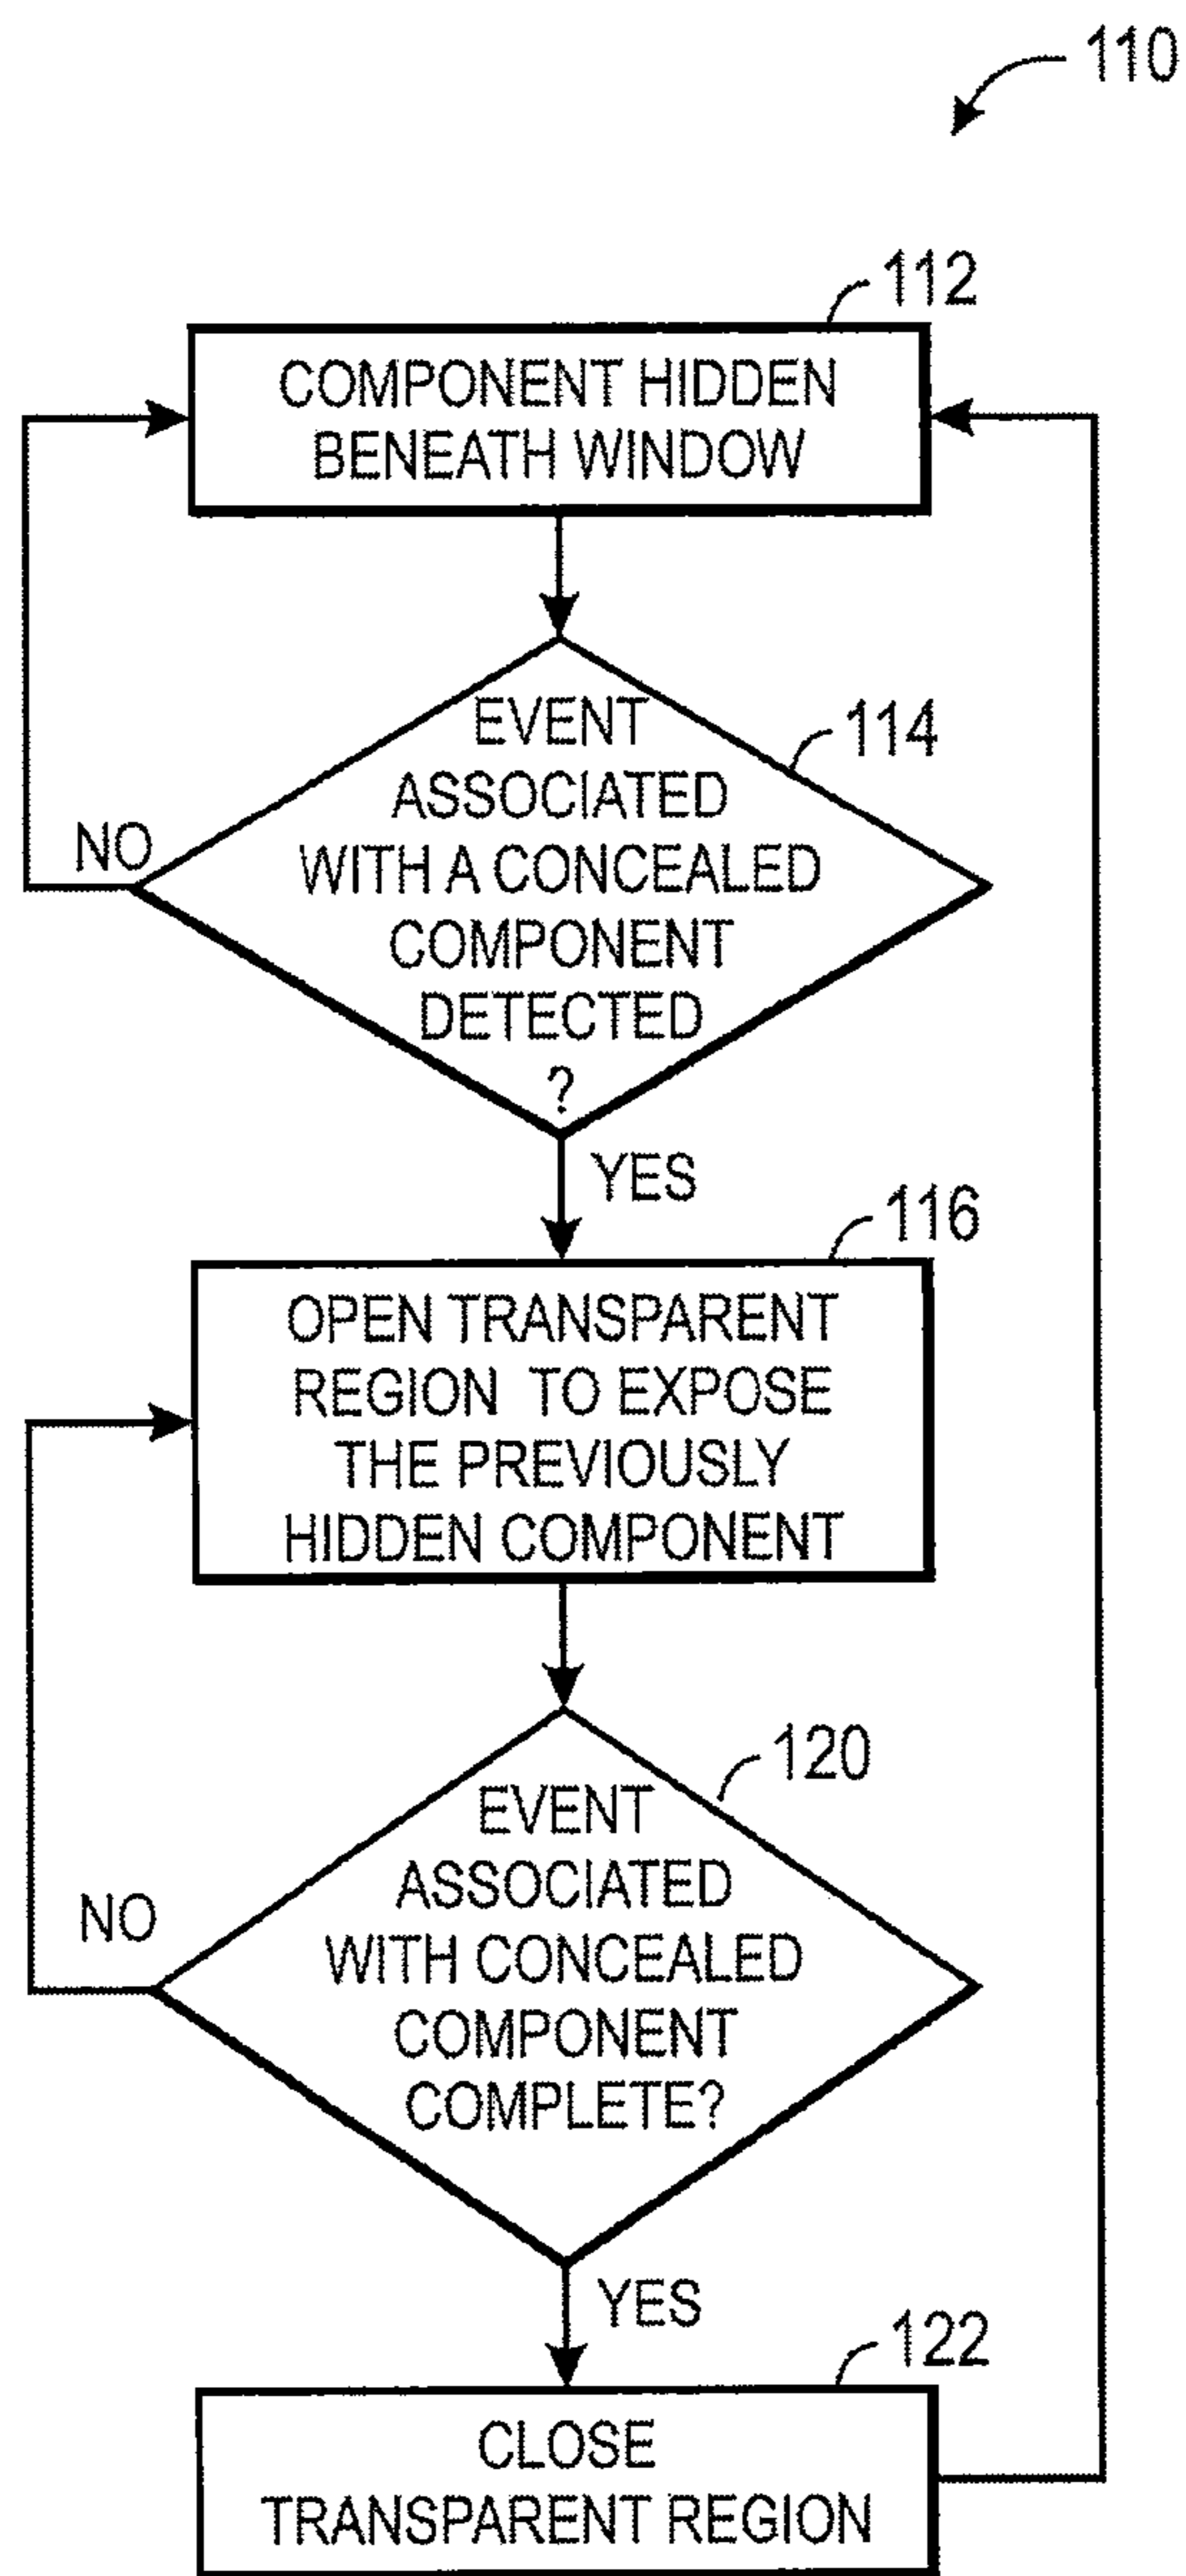 110
112
COMPONENT HIDDEN
BENEATH WINDOW
EVENT
ASSOCIATED
WITH A CONCEALED
COMPONENT
DETECTED
?
114
NO
YES
116
OPEN TRANSPARENT
REGION TO EXPOSE
THE PREVIOUSLY
HIDDEN COMPONENT
120
EVENT
ASSOCIATED
WITH CONCEALED
COMPONENT
COMPLETE?
NO
YES
122
CLOSE
TRANSPARENT REGION